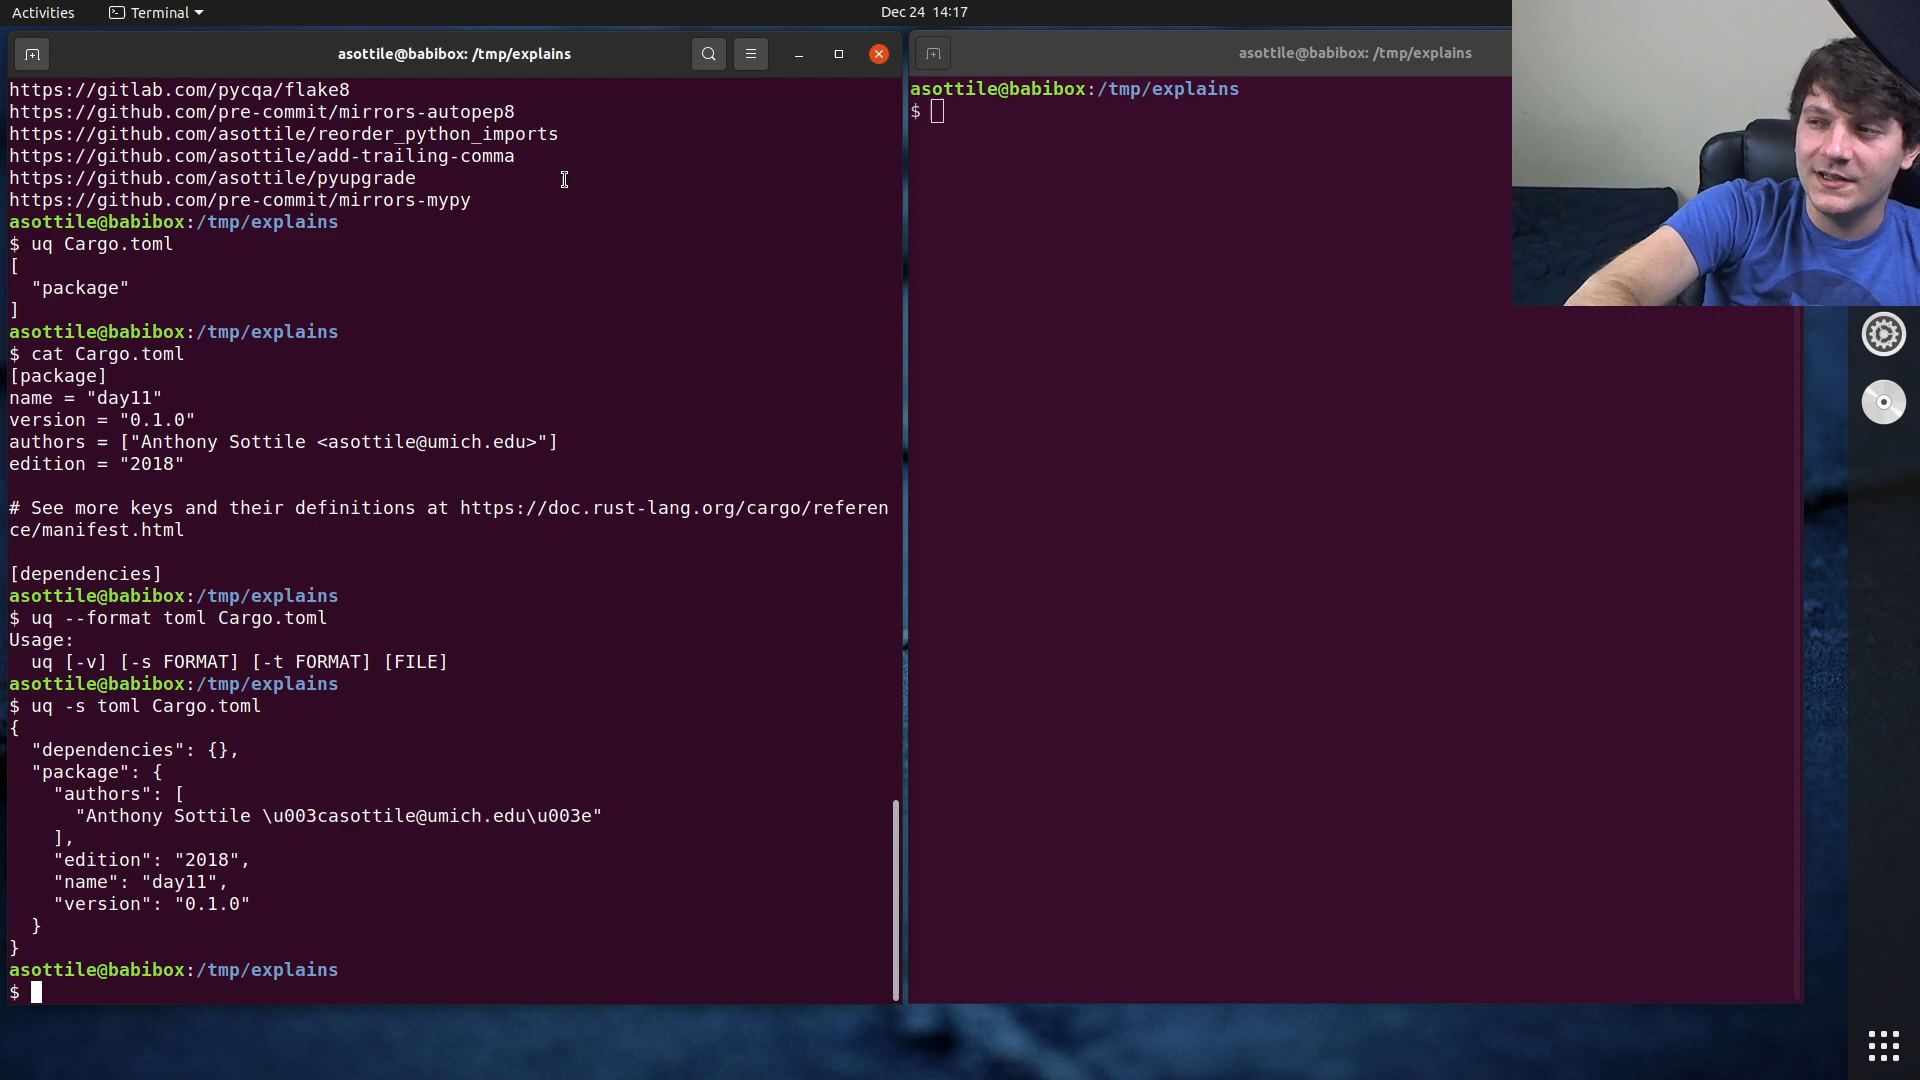 Activities
Terminal
Dec 24 14:17
asottile@babibox: /tmp/explains
https://gitlab.com/pycqa/flake8
https://github.com/pre-commit/mirrors-autopep8
https://github.com/asottile/reorder_python_imports
https://github.com/asottile/add-trailing-comma
https://github.com/asottile/pyupgrade
https://github.com/pre-commit/mirrors-mypy
asottile@babibox:/tmp/explains
$ uq Cargo.toml
[
  "package"
]
asottile@babibox:/tmp/explains
$ cat Cargo.toml
[package]
name = "day11"
version = "0.1.0"
authors = ["Anthony Sottile <asottile@umich.edu>"]
edition = "2018"

# See more keys and their definitions at https://doc.rust-lang.org/cargo/referen
ce/manifest.html

[dependencies]
asottile@babibox:/tmp/explains
$ uq --format toml Cargo.toml
Usage:
  uq [-v] [-s FORMAT] [-t FORMAT] [FILE]
asottile@babibox:/tmp/explains
$ uq -s toml Cargo.toml
{
  "dependencies": {},
  "package": {
    "authors": [
      "Anthony Sottile \u003casottile@umich.edu\u003e"
    ],
    "edition": "2018",
    "name": "day11",
    "version": "0.1.0"
  }
}
asottile@babibox:/tmp/explains
$
asottile@babibox: /tmp/explains
asottile@babibox:/tmp/explains
$